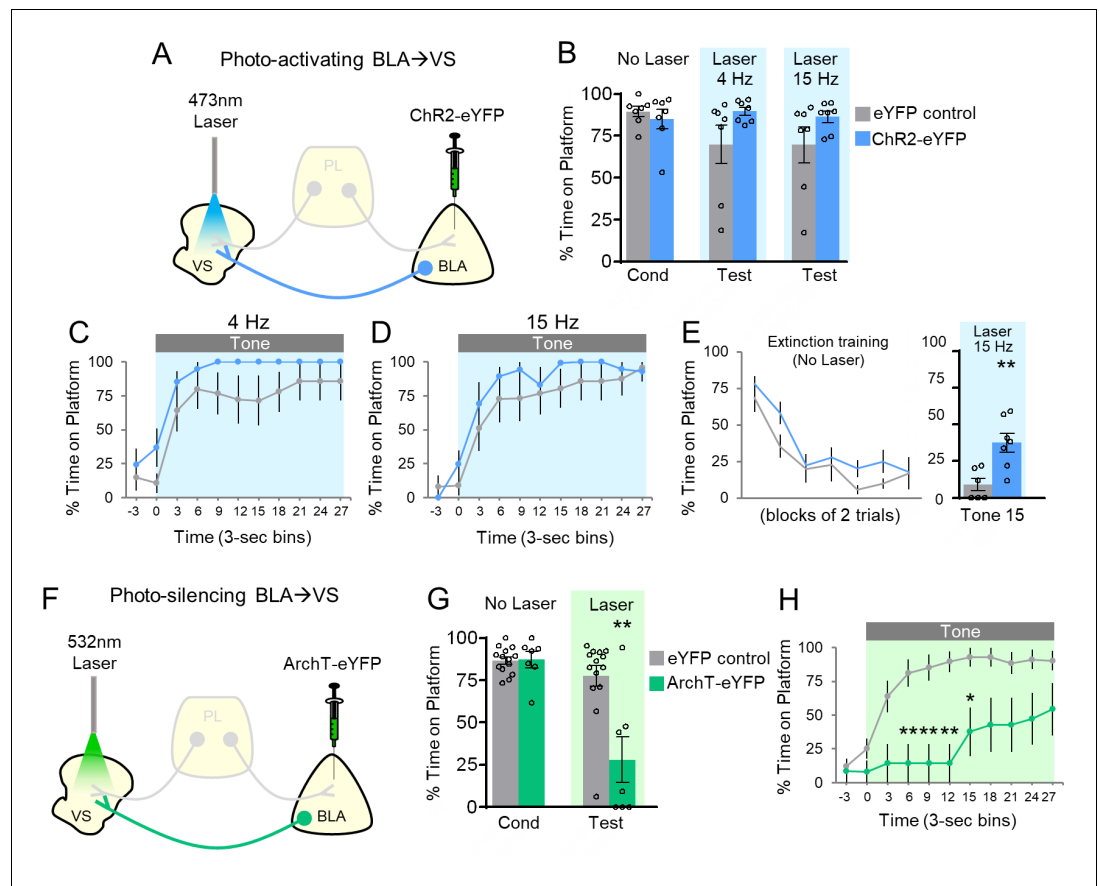 A
Photo-activating BLA→VS
473nm
Laser
ChR2-eYFP
PL
VS
BLA
B
No Laser
Laser
4 Hz
Laser
15 Hz
% Time on Platform
100
75
50
25
0
Cond
Test
Test
eYFP control
ChR2-eYFP
C
4 Hz
Tone
% Time on Platform
100
75
50
25
0
-3 0 3 6 9 12 15 18 21 24 27
Time (3-sec bins)
D
15 Hz
Tone
% Time on Platform
100
75
50
25
0
-3 0 3 6 9 12 15 18 21 24 27
Time (3-sec bins)
E
Extinction training
(No Laser)
% Time on Platform
100
75
50
25
0
(blocks of 2 trials)
Laser
15 Hz
**
100
75
50
25
0
Tone 15
F
Photo-silencing BLA→VS
532nm
Laser
ArchT-eYFP
PL
VS
BLA
G
No Laser
Laser
**
% Time on Platform
100
75
50
25
0
Cond
Test
eYFP control
ArchT-eYFP
H
Tone
% Time on Platform
100
75
50
25
0
** ** **
*
-3 0 3 6 9 12 15 18 21 24 27
Time (3-sec bins)